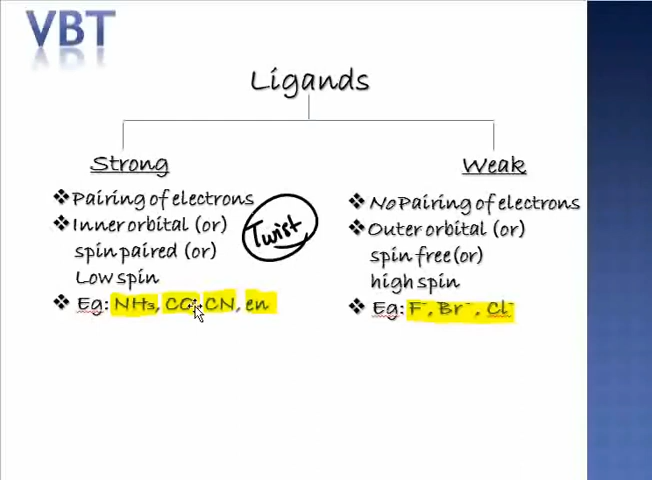 VBT
Ligands
Strong
❖Pairing of electrons
❖Inner orbital (or)
spin paired (or)
Low spin
❖ Eg: NH₃, CO, CN, en
Twist
Weak
❖ No Pairing of electrons
❖Outer orbital (or)
spin free(or)
high spin
❖ Eg: F⁻, Br⁻, Cl⁻